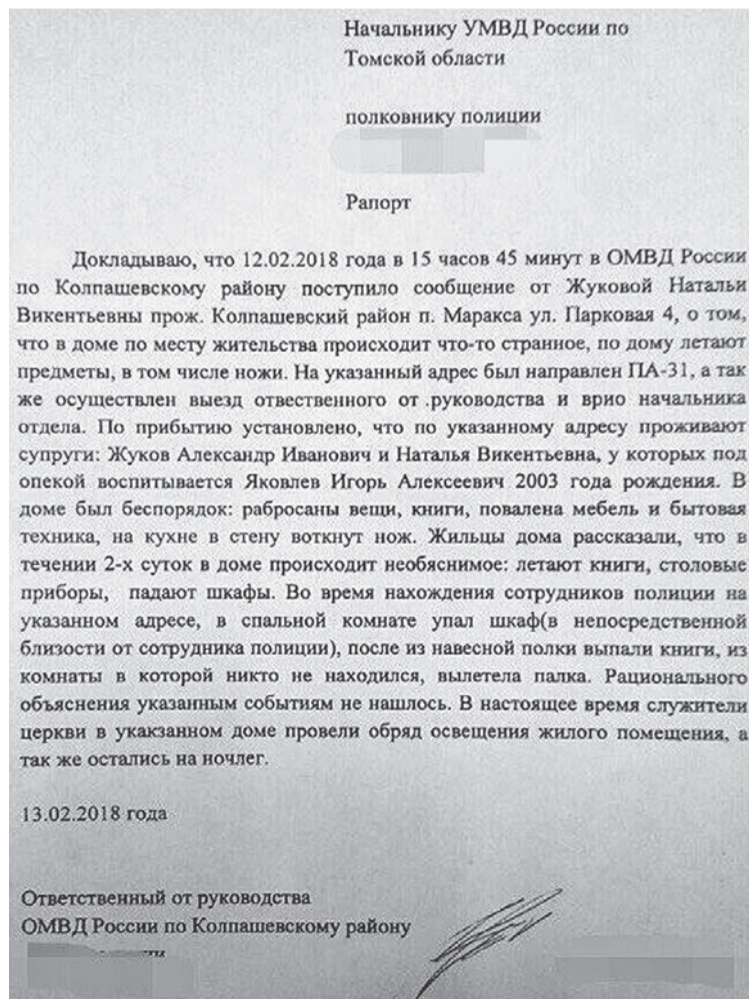 Начальнику УМВД России по
Томской области
полковнику полиции
Рапорт
Докладываю, что 12.02.2018 года в 15 часов 45 минут в ОМВД России
по Колпашевскому району поступило сообщение от Жуковой Натальи
Викентьевны прож. Колпашевский район п. Маракса ул. Парковая 4, о том,
что в доме по месту жительства происходит что-то странное, по дому летают
предметы, в том числе ножи. На указанный адрес был направлен ПА-31, а так
же осуществлен выезд отвественного от .руководства и врио начальника
отдела. По прибытию установлено, что по указанному адресу проживают
супруги: Жуков Александр Иванович и Наталья Викентьевна, у которых под
опекой воспитывается Яковлев Игорь Алексеевич 2003 года рождения. В
доме был беспорядок: рабросаны вещи, книги, повалена мебель и бытовая
техника, на кухне в стену воткнут нож. Жильцы дома рассказали, что в
течении 2-х суток в доме происходит необяснимое: летают книги, столовые
приборы, падают шкафы. Во время нахождения сотрудников полиции на
указанном адресе, в спальной комнате упал шкаф(в непосредственной
близости от сотрудника полиции), после из навесной полки выпали книги, из
комнаты в которой никто не находился, вылетела палка. Рационального
объяснения указанным событиям не нашлось. В настоящее время служители
церкви в укакзанном доме провели обряд освещения жилого помещения, а
так же остались на ночлег.
13.02.2018 года
Ответственный от руководства
ОМВД России по Колпашевскому району